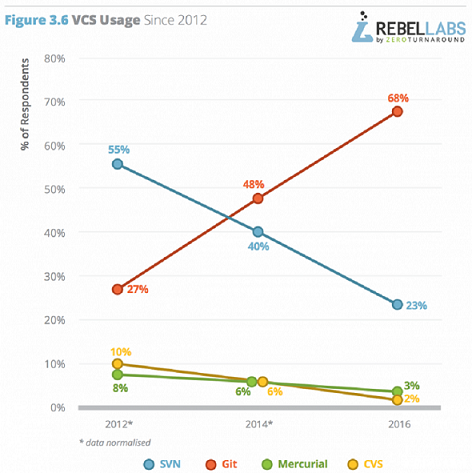 Figure 3.6 VCS Usage Since 2012
REBELLABS
by ZEROTURNAROUND
% of Respondents
80%
70%
60%
50%
40%
30%
20%
10%
0%
55%
27%
10%
8%
48%
40%
6%
6%
68%
23%
3%
2%
2012*
2014*
2016
* data normalised
SVN
Git
Mercurial
CVS